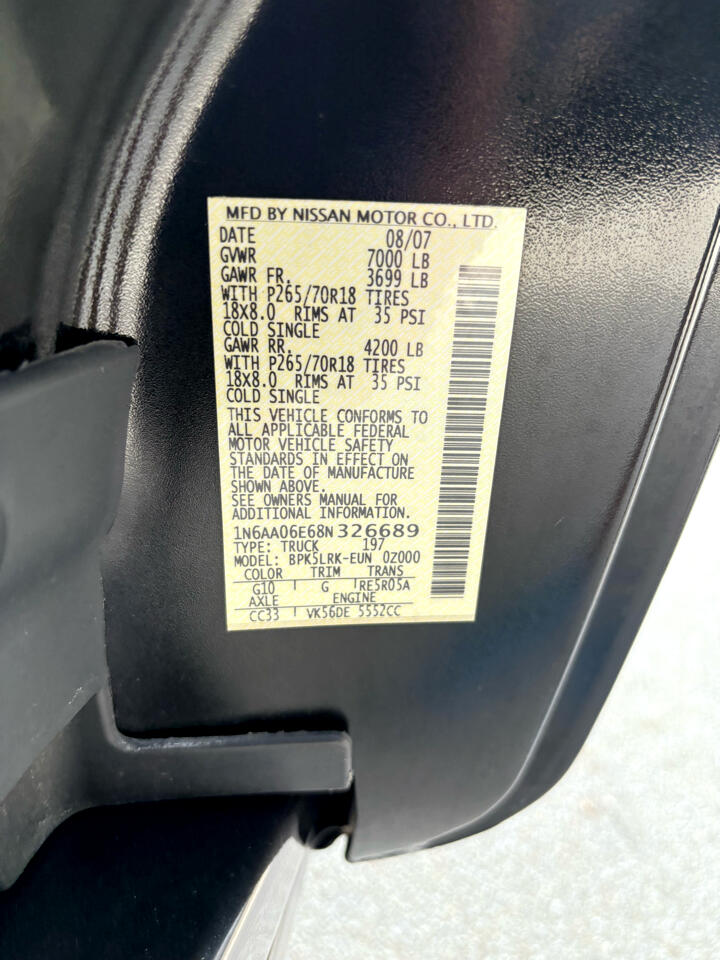 MFD BY NISSAN MOTOR CO., LTD.
DATE 08/07
GVWR 7000 LB
GAWR FR. 3699 LB
WITH P265/70R18 TIRES
18X8.0 RIMS AT 35 PSI
COLD SINGLE
GAWR RR. 4200 LB
WITH P265/70R18 TIRES
18X8.0 RIMS AT 35 PSI
COLD SINGLE
THIS VEHICLE CONFORMS TO
ALL APPLICABLE FEDERAL
MOTOR VEHICLE SAFETY
STANDARDS IN EFFECT ON
THE DATE OF MANUFACTURE
SHOWN ABOVE.
SEE OWNERS MANUAL FOR
ADDITIONAL INFORMATION.
1N6AA06E68N326689
TYPE: TRUCK 197
MODEL: BPK5LRK-EUN 0Z000
COLOR TRIM TRANS
G10 G RE5R05A
AXLE ENGINE
CC33 VK56DE 5552CC